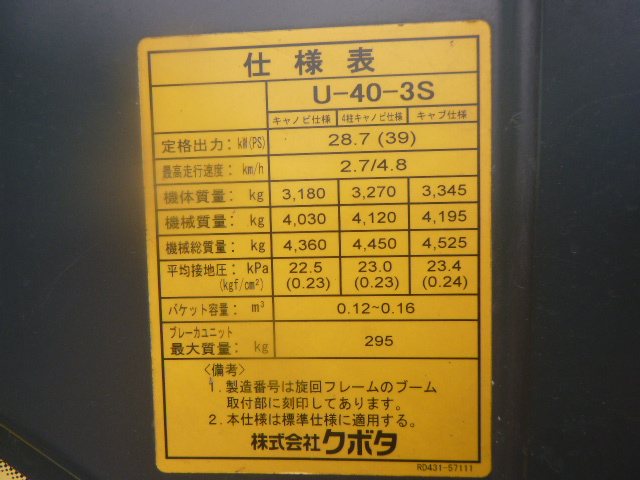 仕様表
U-40-3S
キャノピ仕様 4柱キャノピ仕様 キャブ仕様
定格出力: kW(PS) 28.7 (39)
最高走行速度: km/h 2.7/4.8
機体質量: kg 3,180 3,270 3,345
機械質量: kg 4,030 4,120 4,195
機械総質量: kg 4,360 4,450 4,525
平均接地圧: kPa 22.5 23.0 23.4
(kgf/cm²) (0.23) (0.23) (0.24)
バケット容量: m³ 0.12~0.16
ブレーカユニット
最大質量: kg 295
〈備考〉
1.製造番号は旋回フレームのブーム
取付部に刻印してあります。
2.本仕様は標準仕様に適用する。
株式会社クボタ
RD431-57111